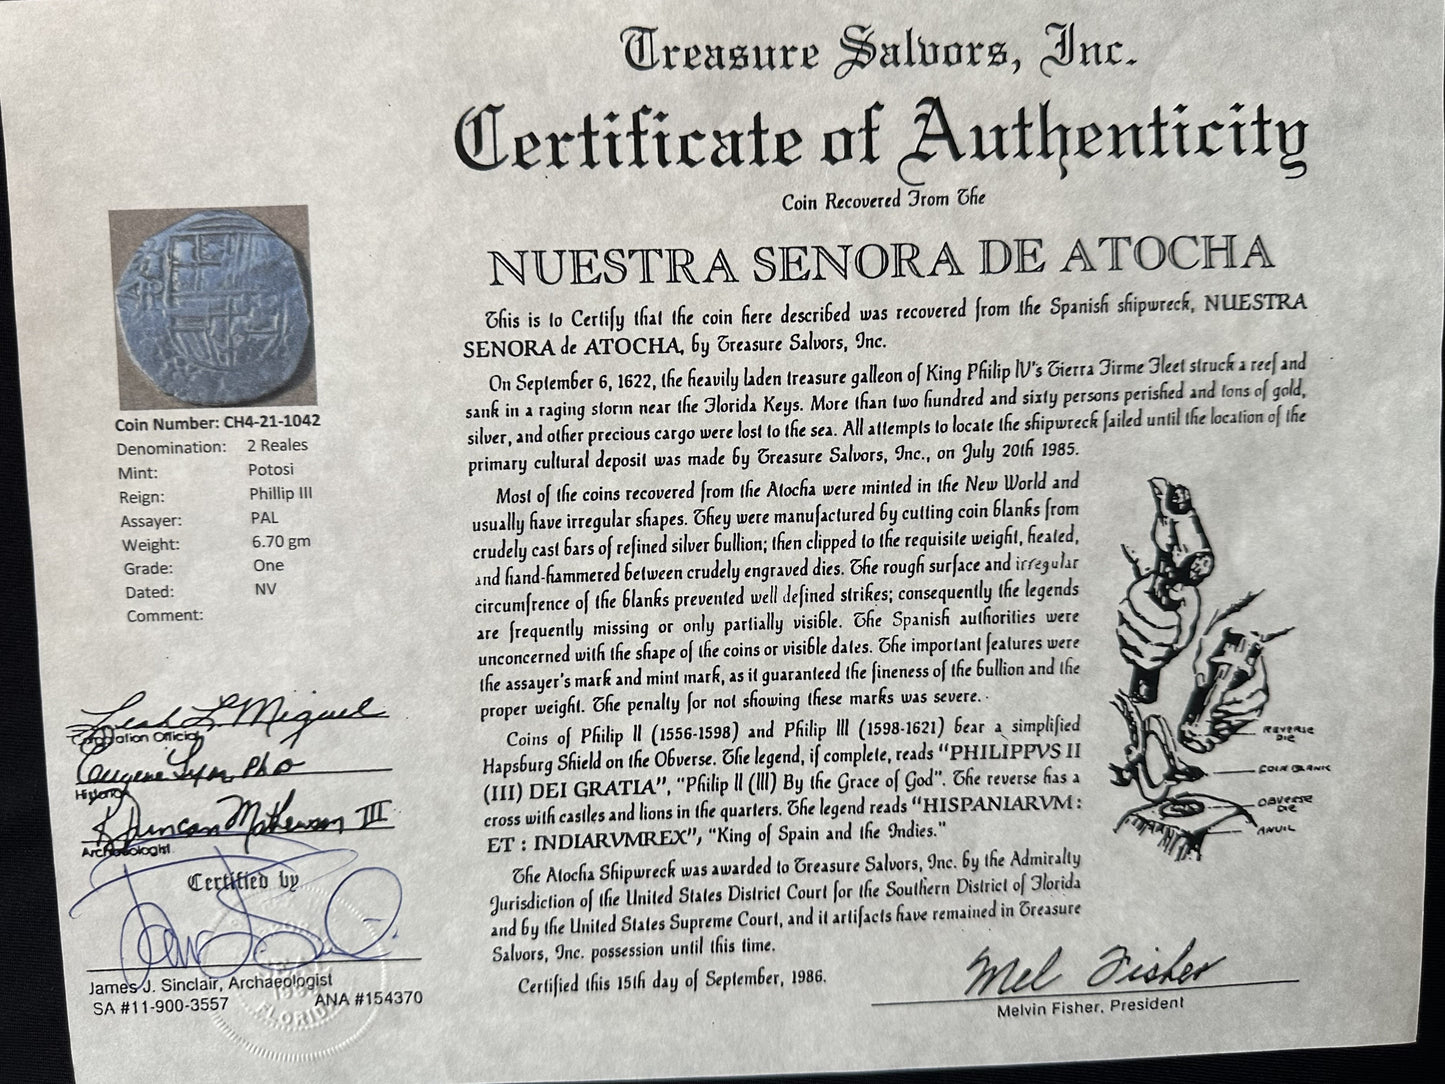 Treasure Salvors, Inc.
Certificate of Authenticity
Coin Recovered From The
NUESTRA SENORA DE ATOCHA
This is to Certify that the coin here described was recovered from the Spanish shipwreck, NUESTRA
SENORA de ATOCHA, by Treasure Salvors, Inc.
On September 6, 1622, the heavily laden treasure galleon of King Philip IV's Tierra Firme Fleet struck a reef and
sank in a raging storm near the Florida Keys. More than two hundred and sixty persons perished and tons of gold,
silver, and other precious cargo were lost to the sea. All attempts to locate the shipwreck failed until the location of the
primary cultural deposit was made by Treasure Salvors, Inc., on July 20th 1985.
Most of the coins recovered from the Atocha were minted in the New World and
usually have irregular shapes. They were manufactured by cutting coin blanks from
crudely cast bars of refined silver bullion; then clipped to the requisite weight, heated,
and hand-hammered between crudely engraved dies. The rough surface and irregular
circumfrence of the blanks prevented well defined strikes; consequently the legends
are frequently missing or only partially visible. The Spanish authorities were
unconcerned with the shape of the coins or visible dates. The important features were
the assayer's mark and mint mark, as it guaranteed the fineness of the bullion and the
proper weight. The penalty for not showing these marks was severe.
Coins of Philip II (1556-1598) and Philip III (1598-1621) bear a simplified
Hapsburg Shield on the Obverse. The legend, if complete, reads "PHILIPPVS II
(III) DEI GRATIA", "Philip II (III) By the Grace of God". The reverse has a
cross with castles and lions in the quarters. The legend reads "HISPANIARVM :
ET : INDIARVMREX", "King of Spain and the Indies."
The Atocha Shipwreck was awarded to Treasure Salvors, Inc. by the Admiralty
Jurisdiction of the United States District Court for the Southern District of Florida
and by the United States Supreme Court, and it artifacts have remained in Treasure
Salvors, Inc. possession until this time.
Certified this 15th day of September, 1986.
Mel Fisher
Melvin Fisher, President
REVERSE
DIE
COIN BLANK
OBVERSE
DIE
ANVIL
Coin Number: CH4-21-1042
Denomination: 2 Reales
Mint: Potosi
Reign: Phillip III
Assayer: PAL
Weight: 6.70 gm
Grade: One
Dated: NV
Comment:
Leah L Miguel
Official
Eugene Lyon PhD
Historian
R Duncan Mathewson III
Archaeologist
Certified by
James J. Sinclair, Archaeologist
SA #11-900-3557 ANA #154370
FLORIDA